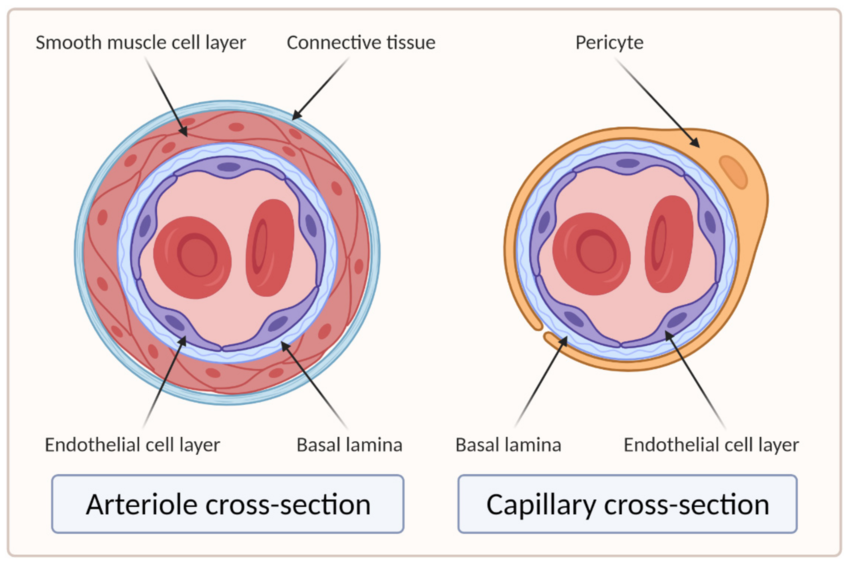 Smooth muscle cell layer
Connective tissue
Pericyte
Endothelial cell layer
Basal lamina
Basal lamina
Endothelial cell layer
Arteriole cross-section
Capillary cross-section